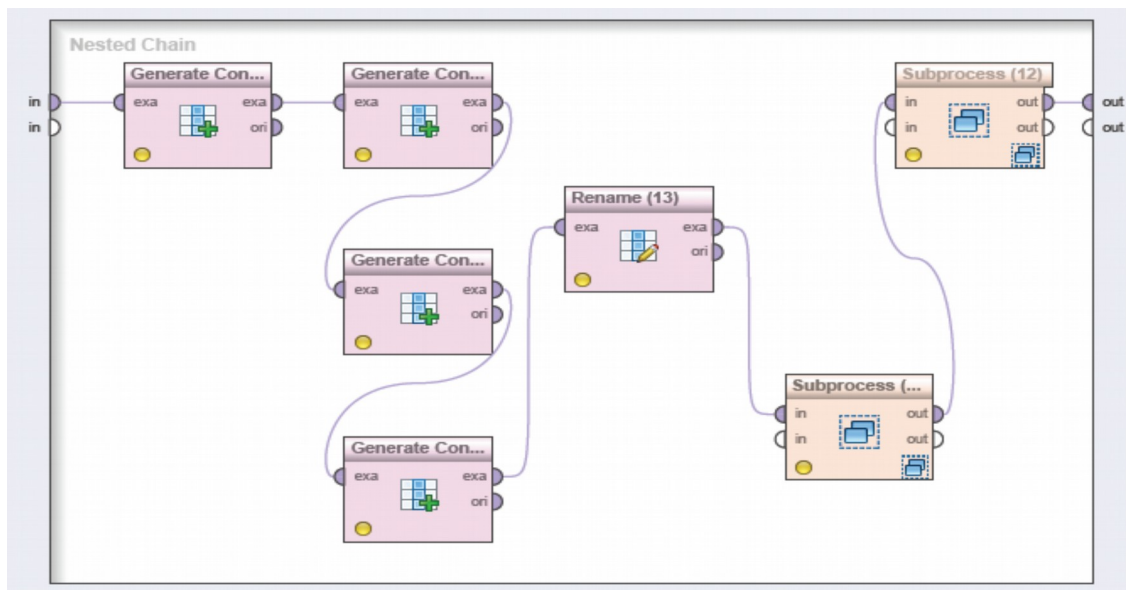 Nested Chain
Generate Con...
Generate Con...
Subprocess (12)
in
exa
exa
exa
exa
in
out
out
in
ori
ori
in
out
out
Rename (13)
exa
exa
ori
Generate Con...
exa
exa
ori
Subprocess (...
in
out
in
out
Generate Con...
exa
exa
ori